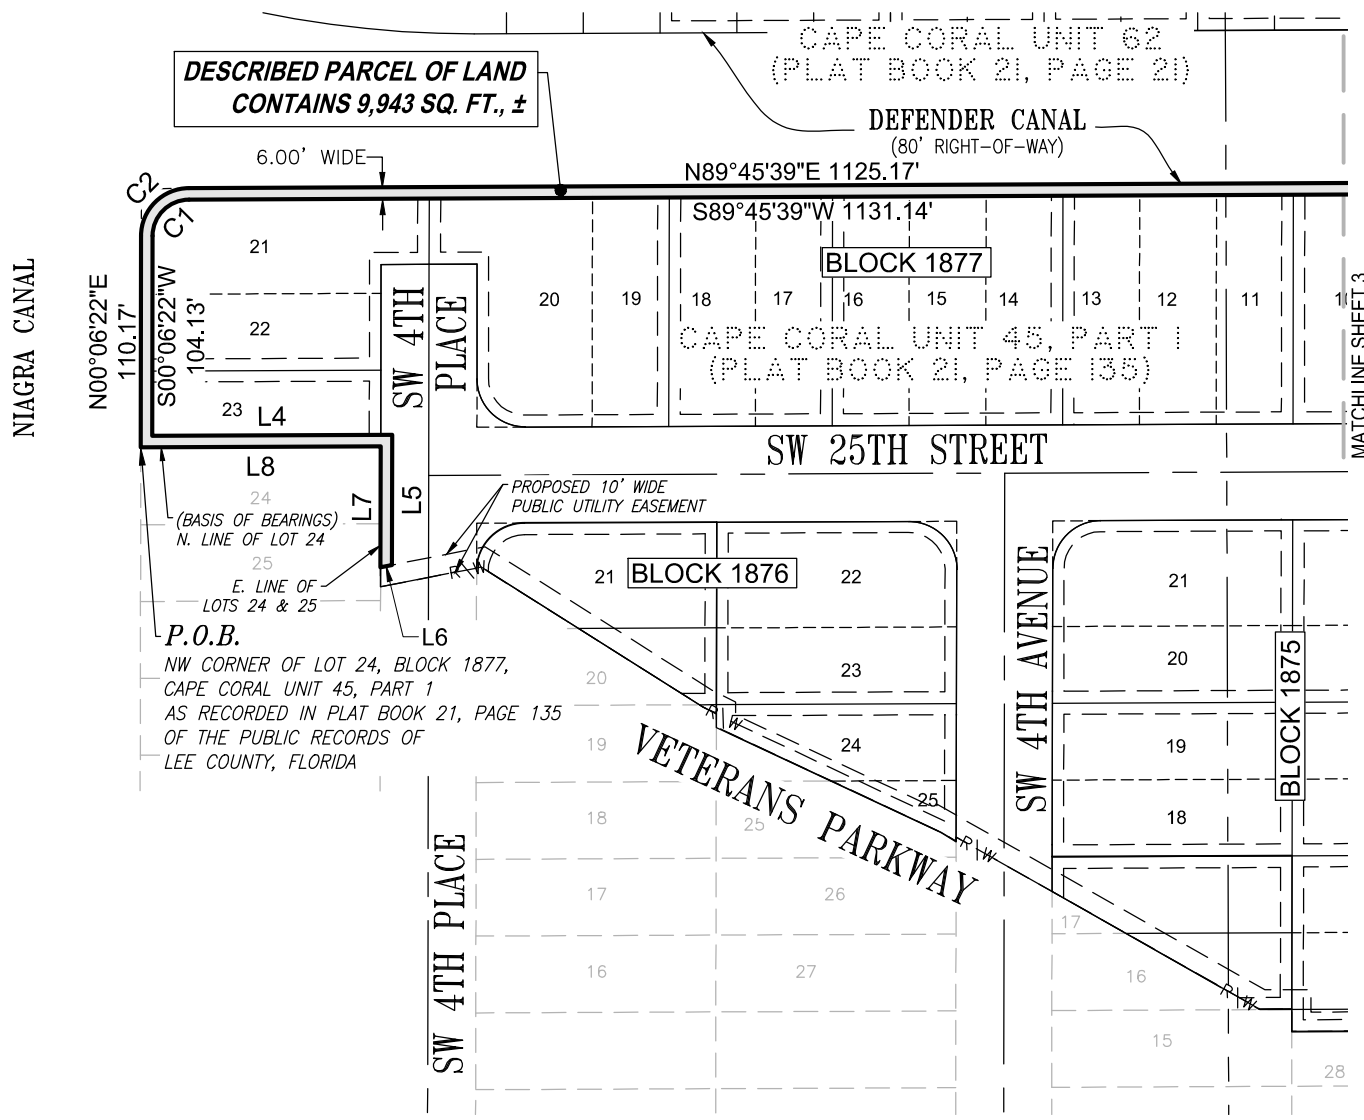 CAPE CORAL UNIT 62
(PLAT BOOK 21, PAGE 21)
DESCRIBED PARCEL OF LAND
CONTAINS 9,943 SQ. FT., ±
DEFENDER CANAL
(80' RIGHT-OF-WAY)
6.00' WIDE
N89°45'39"E 1125.17'
S89°45'39"W 1131.14'
C2
C1
NIAGRA CANAL
N00°06'22"E
110.17'
S00°06'22"W
104.13'
21
22
23
L4
L8
SW 4TH
PLACE
BLOCK 1877
20
19
18
17
16
15
14
13
12
11
10
CAPE CORAL UNIT 45, PART 1
(PLAT BOOK 21, PAGE 135)
MATCHLINE SHEET 3
SW 25TH STREET
24
(BASIS OF BEARINGS)
N. LINE OF LOT 24
25
L7
L5
PROPOSED 10' WIDE
PUBLIC UTILITY EASEMENT
E. LINE OF
LOTS 24 & 25
L6
P.O.B.
NW CORNER OF LOT 24, BLOCK 1877,
CAPE CORAL UNIT 45, PART 1
AS RECORDED IN PLAT BOOK 21, PAGE 135
OF THE PUBLIC RECORDS OF
LEE COUNTY, FLORIDA
R\W
21
BLOCK 1876
22
23
24
25
20
19
18
17
16
25
26
27
R\W
VETERANS PARKWAY
R\W
SW 4TH PLACE
SW 4TH AVENUE
21
20
19
18
BLOCK 1875
17
16
15
28
R\W